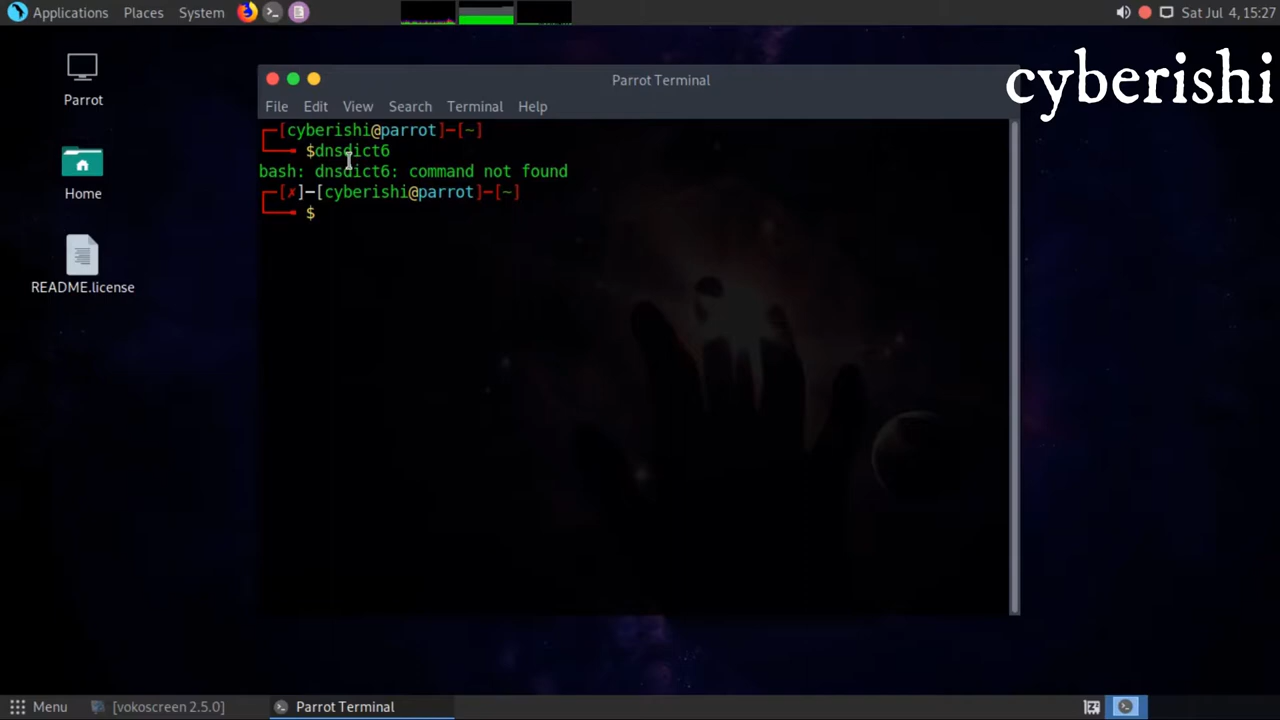 Applications Places System
Sat Jul 4, 15:27
cyberishi
Parrot
Home
README.license
Parrot Terminal
File Edit View Search Terminal Help
┌─[cyberishi@parrot]─[~]
└──╼ $dnsdict6
bash: dnsdict6: command not found
┌─[✗]─[cyberishi@parrot]─[~]
└──╼ $
Menu [vokoscreen 2.5.0] Parrot Terminal